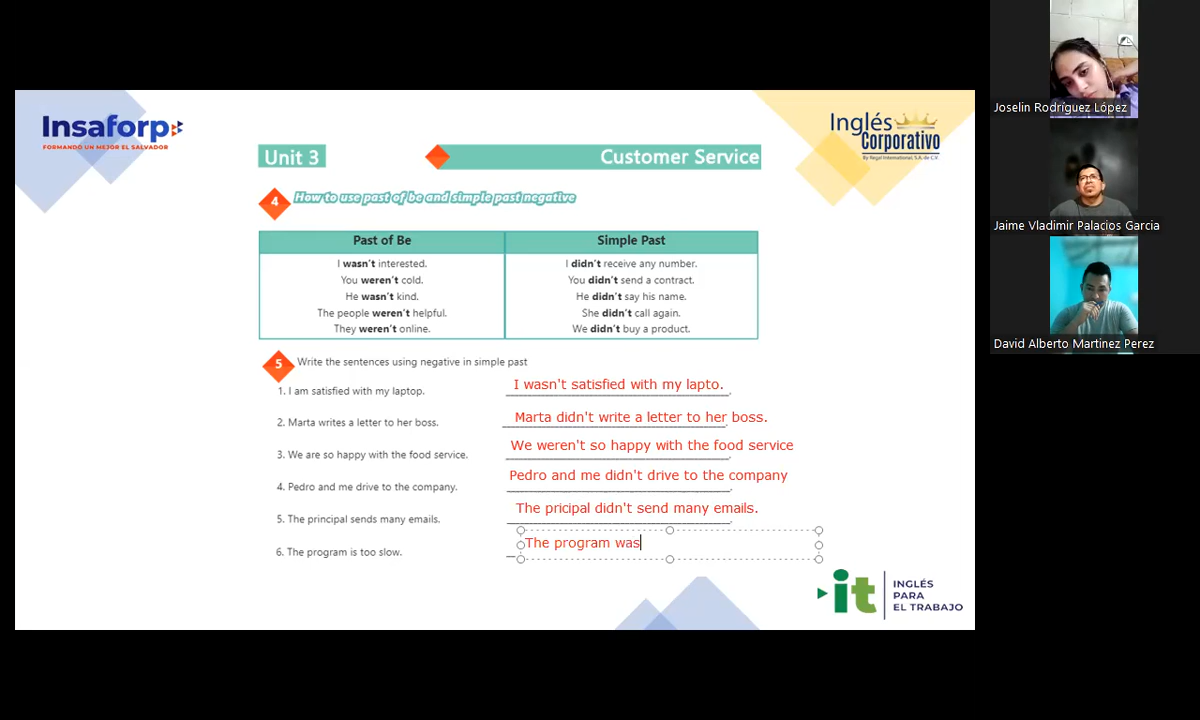 Insaforp
FORMANDO UN MEJOR EL SALVADOR
Inglés
Corporativo
By Regal International, S.A. de C.V.
Unit 3
Customer Service
4
How to use past of be and simple past negative
Past of Be
Simple Past
I wasn't interested.
I didn't receive any number.
You weren't cold.
You didn't send a contract.
He wasn't kind.
He didn't say his name.
The people weren't helpful.
She didn't call again.
They weren't online.
We didn't buy a product.
5
Write the sentences using negative in simple past
1. I am satisfied with my laptop.
I wasn't satisfied with my lapto.
2. Marta writes a letter to her boss.
Marta didn't write a letter to her boss.
3. We are so happy with the food service.
We weren't so happy with the food service
4. Pedro and me drive to the company.
Pedro and me didn't drive to the company
5. The principal sends many emails.
The pricipal didn't send many emails.
6. The program is too slow.
The program was
it
INGLÉS
PARA
EL TRABAJO
Joselin Rodríguez López
Jaime Vladimir Palacios Garcia
David Alberto Martinez Perez